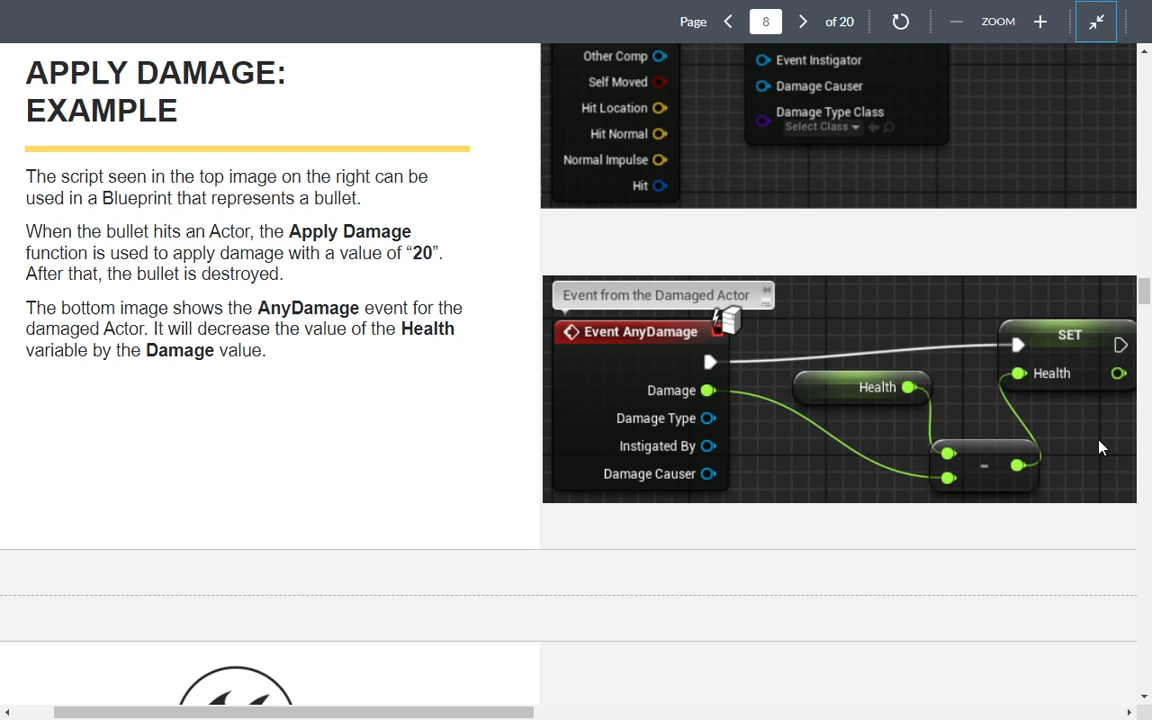 Page 8 of 20 ZOOM
APPLY DAMAGE:
EXAMPLE
The script seen in the top image on the right can be
used in a Blueprint that represents a bullet.
When the bullet hits an Actor, the Apply Damage
function is used to apply damage with a value of “20”.
After that, the bullet is destroyed.
The bottom image shows the AnyDamage event for the
damaged Actor. It will decrease the value of the Health
variable by the Damage value.
Other Comp
Self Moved
Hit Location
Hit Normal
Normal Impulse
Hit
Event Instigator
Damage Causer
Damage Type Class
Select Class
Event from the Damaged Actor
Event AnyDamage
Damage
Damage Type
Instigated By
Damage Causer
Health
-
SET
Health